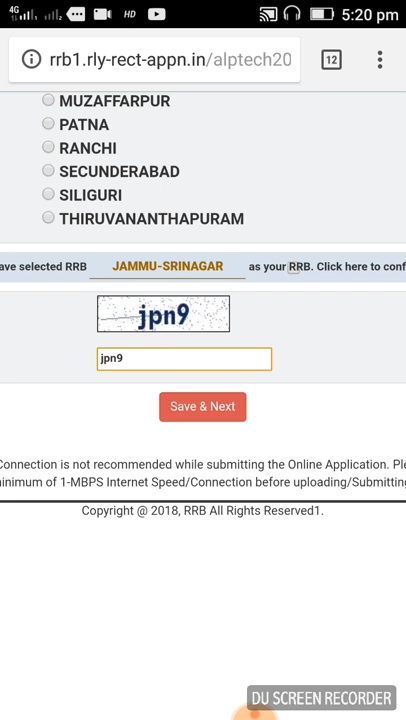 4G HD 5:20 pm
rrb1.rly-rect-appn.in/alptech20 12
MUZAFFARPUR
PATNA
RANCHI
SECUNDERABAD
SILIGURI
THIRUVANANTHAPURAM
ave selected RRB JAMMU-SRINAGAR as your RRB. Click here to conf
jpn9
jpn9
Save & Next
Connection is not recommended while submitting the Online Application. Ple
inimum of 1-MBPS Internet Speed/Connection before uploading/Submitting
Copyright @ 2018, RRB All Rights Reserved1.
DU SCREEN RECORDER